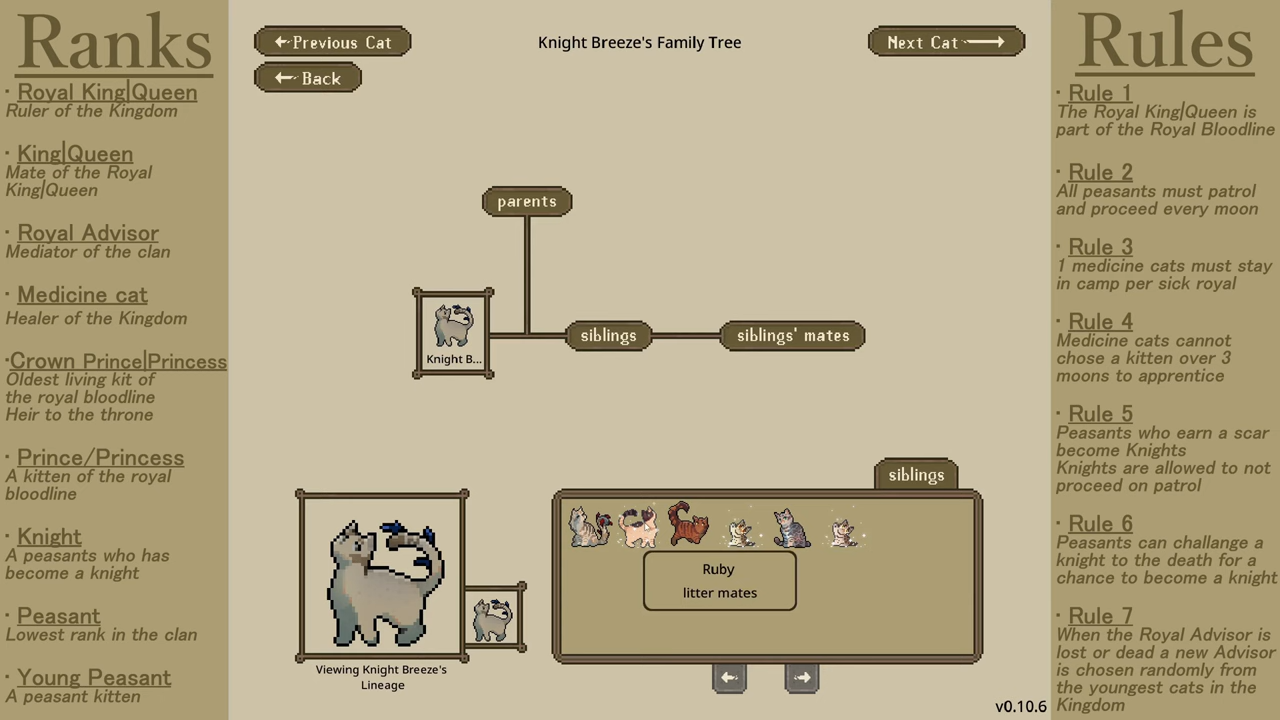 Ranks
· Royal King|Queen
Ruler of the Kingdom
· King|Queen
Mate of the Royal
King|Queen
· Royal Advisor
Mediator of the clan
· Medicine cat
Healer of the Kingdom
·Crown Prince|Princess
Oldest living kit of
the royal bloodline
Heir to the throne
· Prince/Princess
A kitten of the royal
bloodline
· Knight
A peasants who has
become a knight
· Peasant
Lowest rank in the clan
· Young Peasant
A peasant kitten
Previous Cat
Back
Knight Breeze's Family Tree
Next Cat
parents
Knight B...
siblings
siblings' mates
siblings
Ruby
litter mates
Viewing Knight Breeze's
Lineage
v0.10.6
Rules
· Rule 1
The Royal King|Queen is
part of the Royal Bloodline
· Rule 2
All peasants must patrol
and proceed every moon
· Rule 3
1 medicine cats must stay
in camp per sick royal
· Rule 4
Medicine cats cannot
chose a kitten over 3
moons to apprentice
· Rule 5
Peasants who earn a scar
become Knights
Knights are allowed to not
proceed on patrol
· Rule 6
Peasants can challange a
knight to the death for a
chance to become a knight
· Rule 7
When the Royal Advisor is
lost or dead a new Advisor
is chosen randomly from
the youngest cats in the
Kingdom